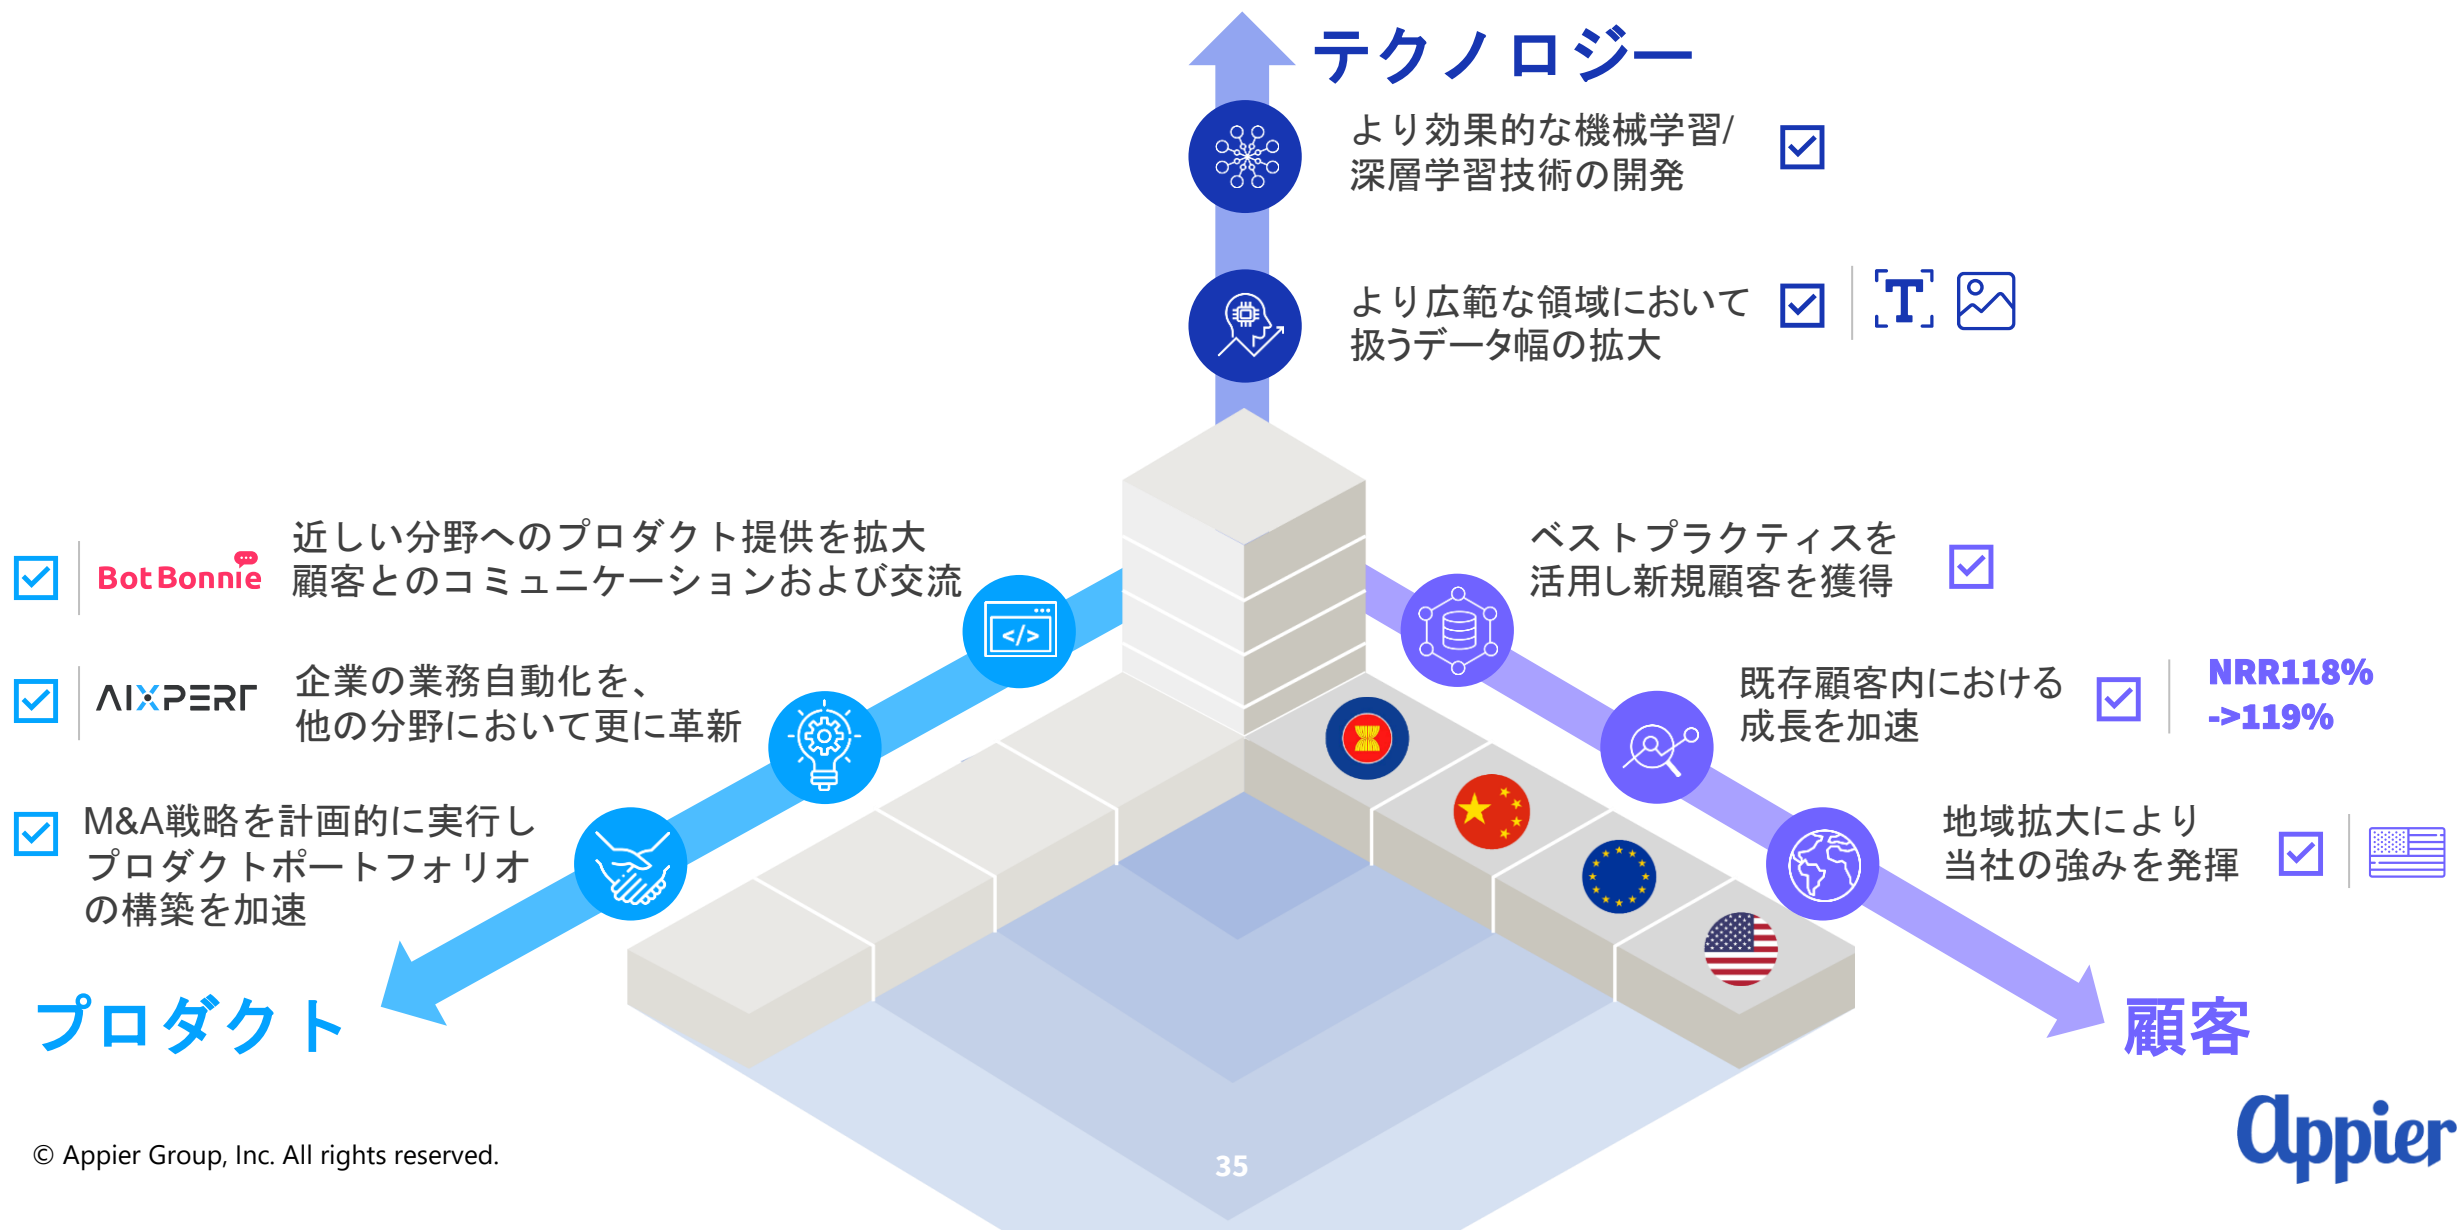 テクノロジー
より効果的な機械学習/
深層学習技術の開発
より広範な領域において
扱うデータ幅の拡大
T
BotBonnie
近しい分野へのプロダクト提供を拡大
顧客とのコミュニケーションおよび交流
AIXPERT
企業の業務自動化を、
他の分野において更に革新
M&A戦略を計画的に実行し
プロダクトポートフォリオ
の構築を加速
プロダクト
</>
ベストプラクティスを
活用し新規顧客を獲得
既存顧客内における
成長を加速
NRR118%
->119%
地域拡大により
当社の強みを発揮
顧客
© Appier Group, Inc. All rights reserved.
35
Appier